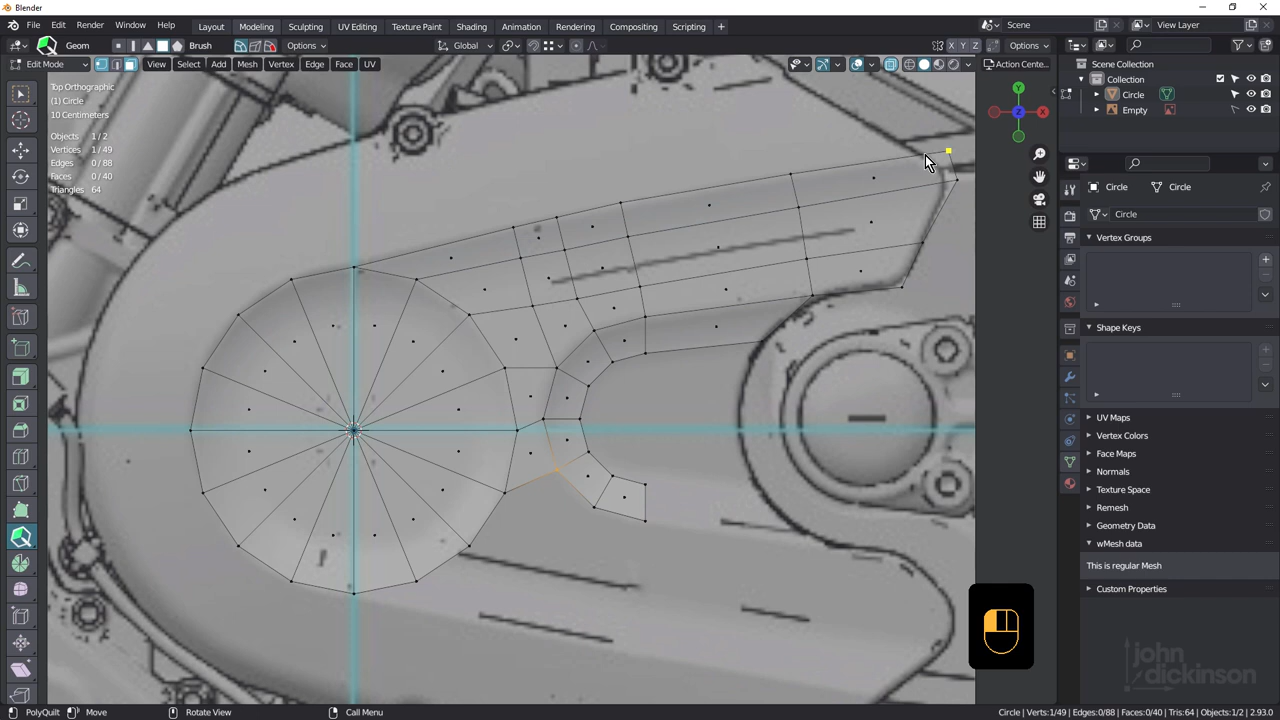 Blender
File Edit Render Window Help
Layout Modeling Sculpting UV Editing Texture Paint Shading Animation Rendering Compositing Scripting +
Scene
View Layer
Geom
Brush
Options
Global
X Y Z
Options
Edit Mode
View Select Add Mesh Vertex Edge Face UV
Action Cente...
Scene Collection
Collection
Circle
Empty
Top Orthographic
(1) Circle
10 Centimeters
Objects 1/2
Vertices 1/49
Edges 0/88
Faces 0/40
Triangles 64
Y
X
Z
Circle
Circle
Circle
Vertex Groups
Shape Keys
UV Maps
Vertex Colors
Face Maps
Normals
Texture Space
Remesh
Geometry Data
wMesh data
This is regular Mesh
Custom Properties
john
dickinson
PolyQuilt
Move
Rotate View
Call Menu
Circle | Verts:1/49 | Edges:0/88 | Faces:0/40 | Tris:64 | Objects:1/2 | 2.93.0